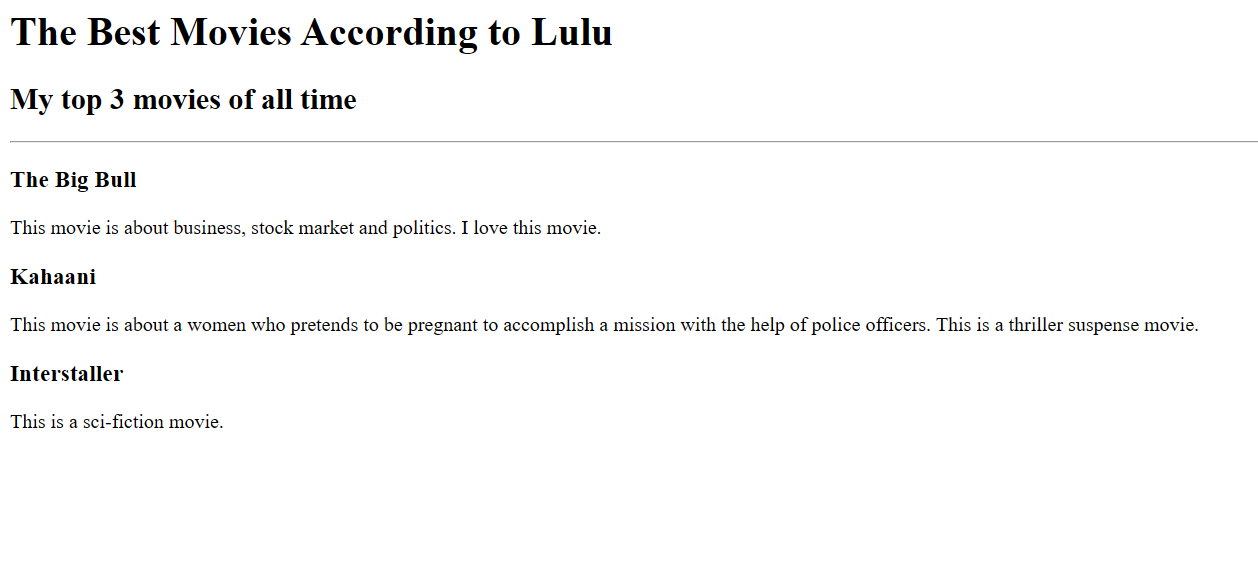 The Best Movies According to Lulu
My top 3 movies of all time
The Big Bull
This movie is about business, stock market and politics. I love this movie.
Kahaani
This movie is about a women who pretends to be pregnant to accomplish a mission with the help of police officers. This is a thriller suspense movie.
Interstaller
This is a sci-fiction movie.